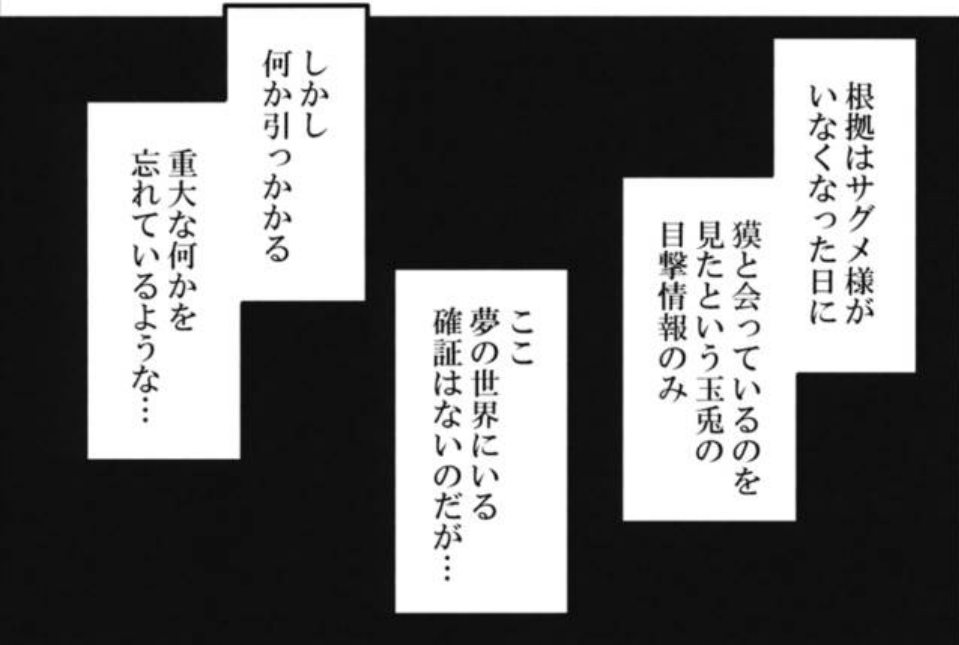 根拠はサグメ様が
いなくなった日に
獏と会っているのを
見たという玉兎の
目撃情報のみ
ここ
夢の世界にいる
確証はないのだが…
しかし
何か引っかかる
重大な何かを
忘れているような…